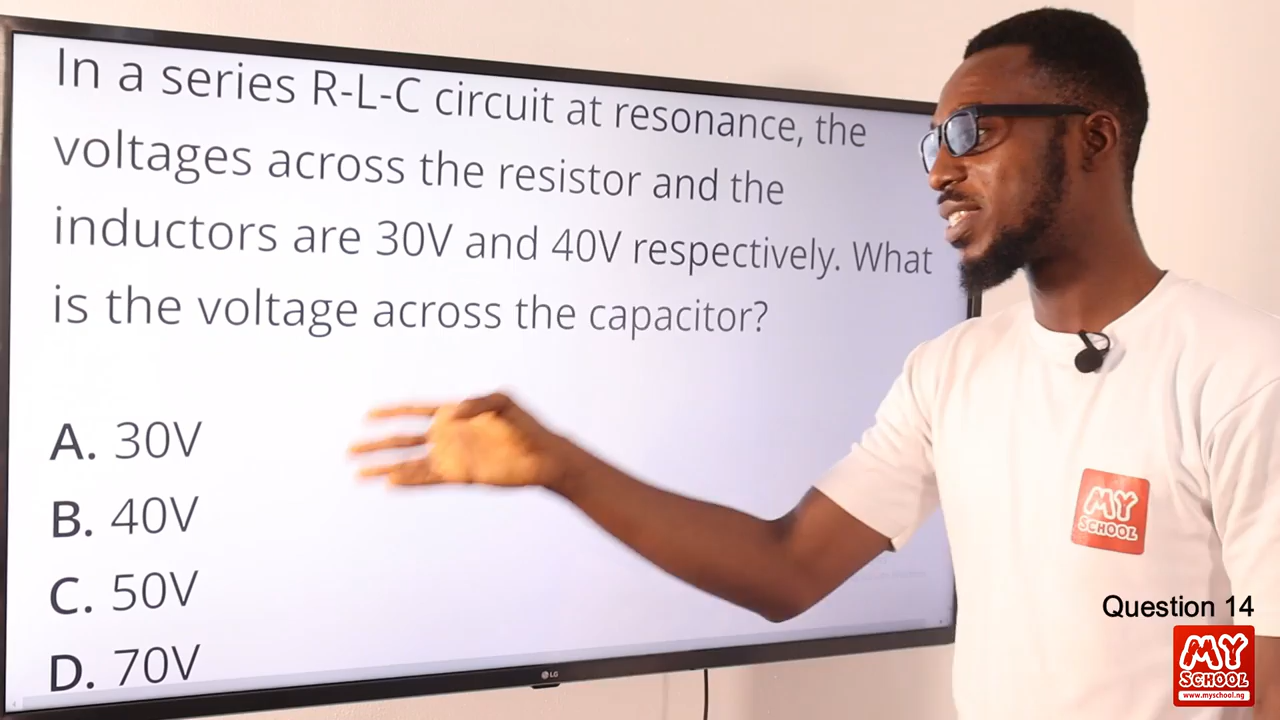 In a series R-L-C circuit at resonance, the
voltages across the resistor and the
inductors are 30V and 40V respectively. What
is the voltage across the capacitor?
A. 30V
B. 40V
C. 50V
D. 70V
LG
MY
SCHOOL
Question 14
MY
SCHOOL
www.myschool.ng